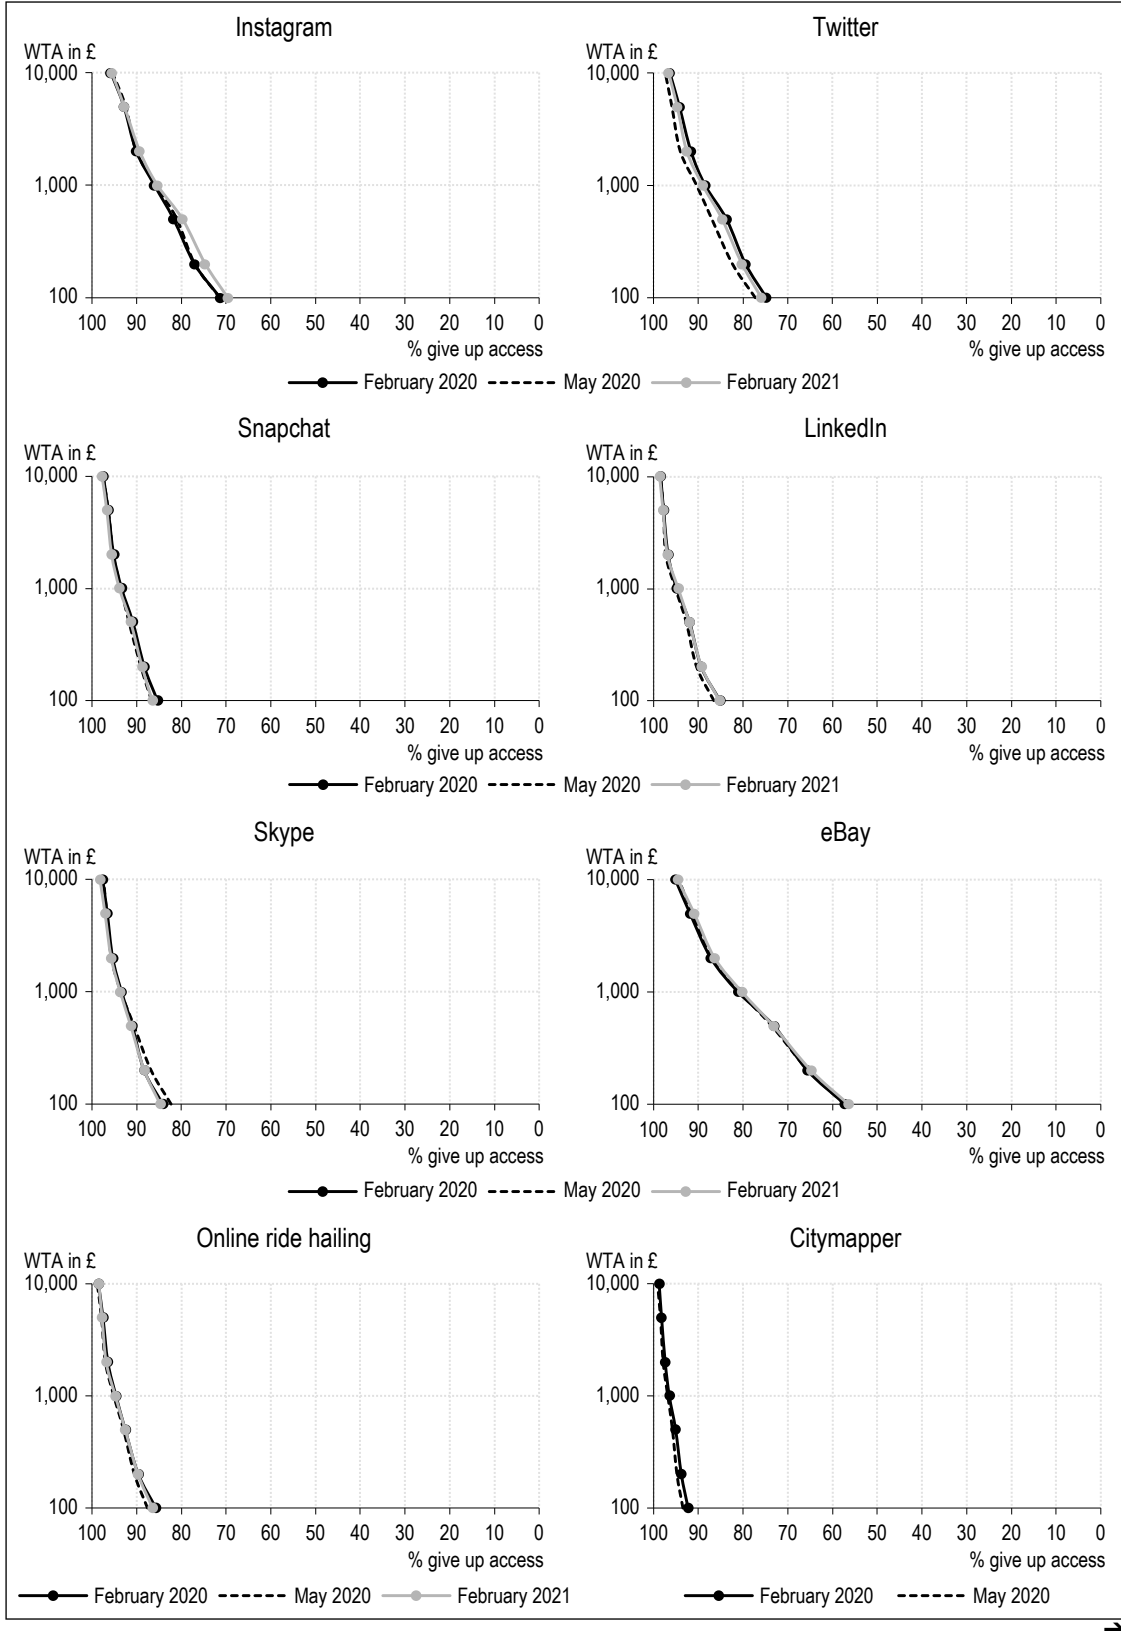 Instagram
Twitter
WTA in £
WTA in £
10,000
10,000
1,000
1,000
100
100
100 90 80 70 60 50 40 30 20 10 0
100 90 80 70 60 50 40 30 20 10 0
% give up access
% give up access
February 2020 May 2020 February 2021
Snapchat
LinkedIn
WTA in £
WTA in £
10,000
10,000
1,000
1,000
100
100
100 90 80 70 60 50 40 30 20 10 0
100 90 80 70 60 50 40 30 20 10 0
% give up access
% give up access
February 2020 May 2020 February 2021
Skype
eBay
WTA in £
WTA in £
10,000
10,000
1,000
1,000
100
100
100 90 80 70 60 50 40 30 20 10 0
100 90 80 70 60 50 40 30 20 10 0
% give up access
% give up access
February 2020 May 2020 February 2021
Online ride hailing
Citymapper
WTA in £
WTA in £
10,000
10,000
1,000
1,000
100
100
100 90 80 70 60 50 40 30 20 10 0
100 90 80 70 60 50 40 30 20 10 0
% give up access
% give up access
February 2020 May 2020 February 2021
February 2020 May 2020